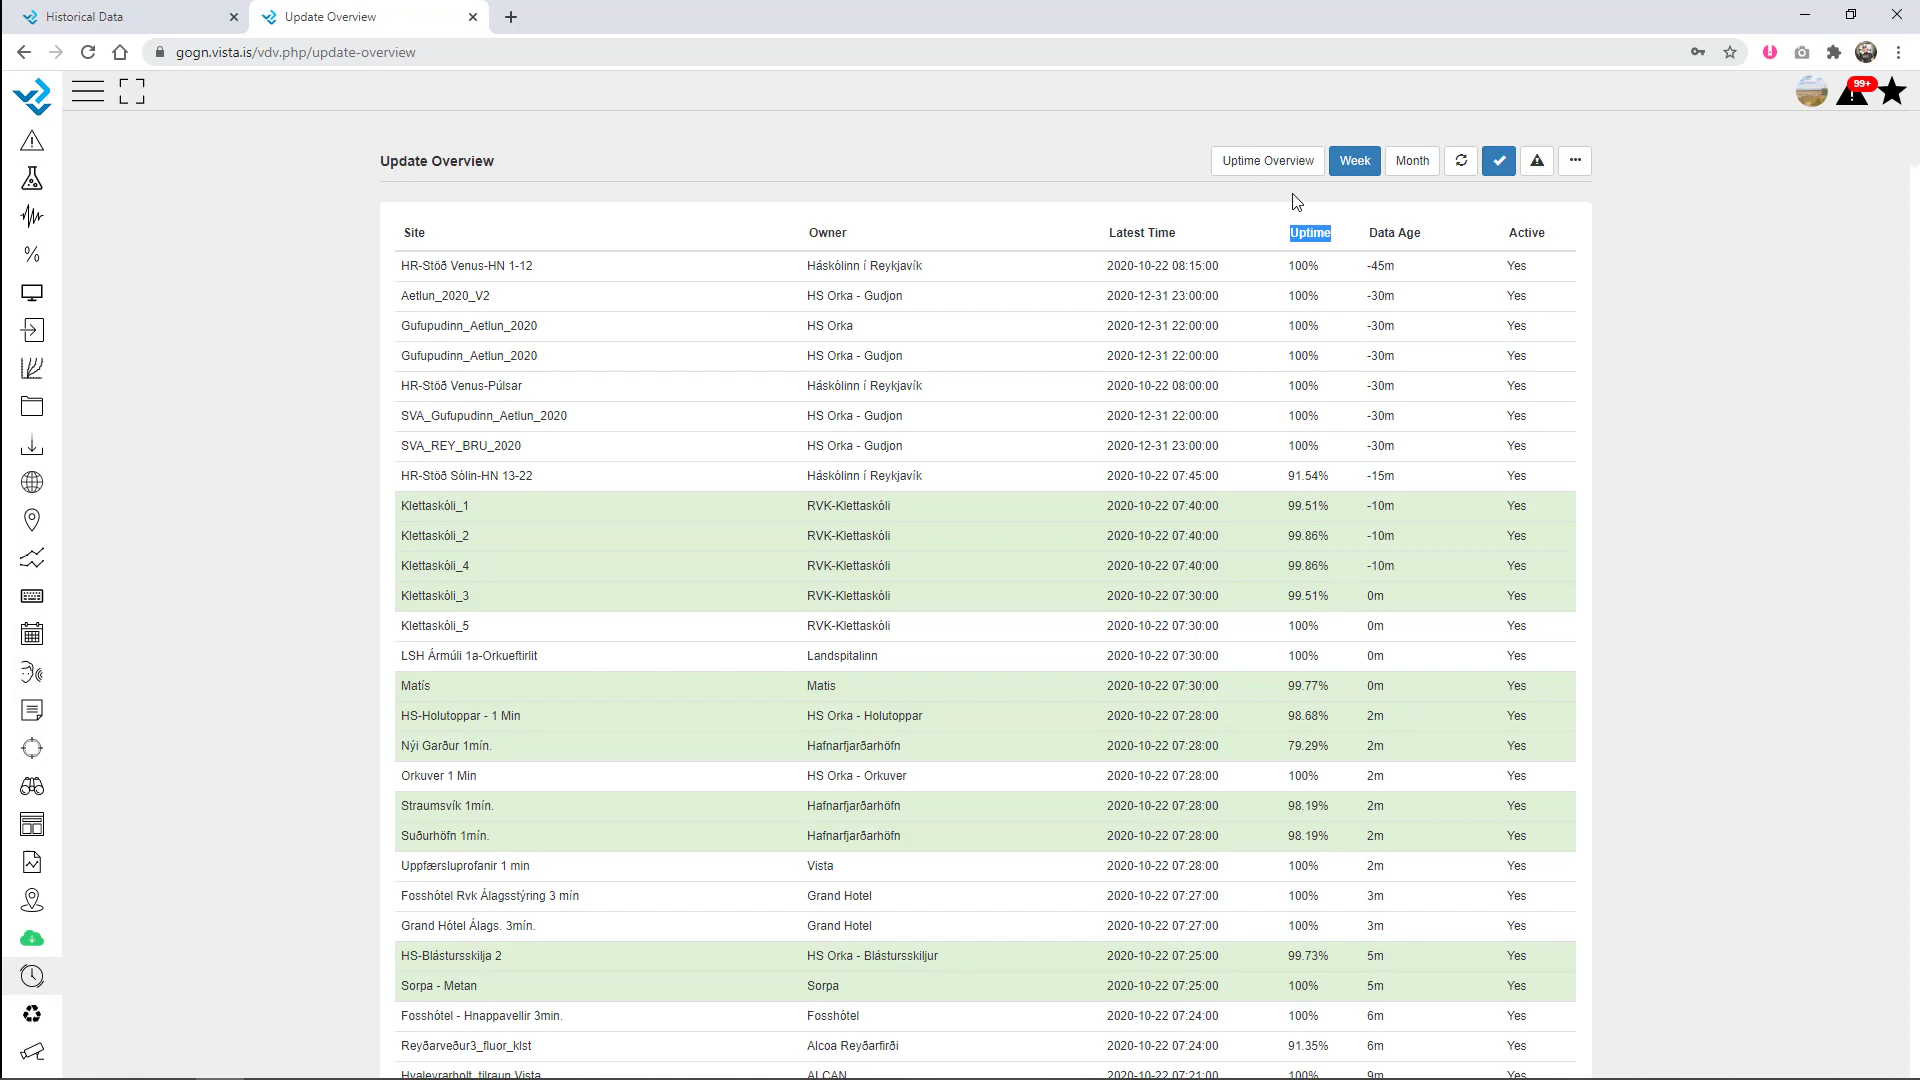 Historical Data
Update Overview
gogn.vista.is/vdv.php/update-overview
99+
Update Overview
Uptime Overview Week Month
Site Owner Latest Time Uptime Data Age Active
HR-Stöð Venus-HN 1-12 Háskólinn í Reykjavík 2020-10-22 08:15:00 100% -45m Yes
Aetlun_2020_V2 HS Orka - Gudjon 2020-12-31 23:00:00 100% -30m Yes
Gufupudinn_Aetlun_2020 HS Orka 2020-12-31 22:00:00 100% -30m Yes
Gufupudinn_Aetlun_2020 HS Orka - Gudjon 2020-12-31 22:00:00 100% -30m Yes
HR-Stöð Venus-Púlsar Háskólinn í Reykjavík 2020-10-22 08:00:00 100% -30m Yes
SVA_Gufupudinn_Aetlun_2020 HS Orka - Gudjon 2020-12-31 22:00:00 100% -30m Yes
SVA_REY_BRU_2020 HS Orka - Gudjon 2020-12-31 23:00:00 100% -30m Yes
HR-Stöð Sólin-HN 13-22 Háskólinn í Reykjavík 2020-10-22 07:45:00 91.54% -15m Yes
Klettaskóli_1 RVK-Klettaskóli 2020-10-22 07:40:00 99.51% -10m Yes
Klettaskóli_2 RVK-Klettaskóli 2020-10-22 07:40:00 99.86% -10m Yes
Klettaskóli_4 RVK-Klettaskóli 2020-10-22 07:40:00 99.86% -10m Yes
Klettaskóli_3 RVK-Klettaskóli 2020-10-22 07:30:00 99.51% 0m Yes
Klettaskóli_5 RVK-Klettaskóli 2020-10-22 07:30:00 100% 0m Yes
LSH Ármúli 1a-Orkueftirlit Landspitalinn 2020-10-22 07:30:00 100% 0m Yes
Matís Matis 2020-10-22 07:30:00 99.77% 0m Yes
HS-Holutoppar - 1 Min HS Orka - Holutoppar 2020-10-22 07:28:00 98.68% 2m Yes
Nýi Garður 1mín. Hafnarfjarðarhöfn 2020-10-22 07:28:00 79.29% 2m Yes
Orkuver 1 Min HS Orka - Orkuver 2020-10-22 07:28:00 100% 2m Yes
Straumsvík 1mín. Hafnarfjarðarhöfn 2020-10-22 07:28:00 98.19% 2m Yes
Suðurhöfn 1mín. Hafnarfjarðarhöfn 2020-10-22 07:28:00 98.19% 2m Yes
Uppfærsluprofanir 1 min Vista 2020-10-22 07:28:00 100% 2m Yes
Fosshótel Rvk Álagsstýring 3 mín Grand Hotel 2020-10-22 07:27:00 100% 3m Yes
Grand Hótel Álags. 3mín. Grand Hotel 2020-10-22 07:27:00 100% 3m Yes
HS-Blástursskilja 2 HS Orka - Blástursskiljur 2020-10-22 07:25:00 99.73% 5m Yes
Sorpa - Metan Sorpa 2020-10-22 07:25:00 100% 5m Yes
Fosshótel - Hnappavellir 3min. Fosshótel 2020-10-22 07:24:00 100% 6m Yes
Reyðarveður3_fluor_klst Alcoa Reyðarfirði 2020-10-22 07:24:00 91.35% 6m Yes
Hvaleyrarholt_tilraun Vista ALCAN 2020-10-22 07:21:00 100% 9m Yes